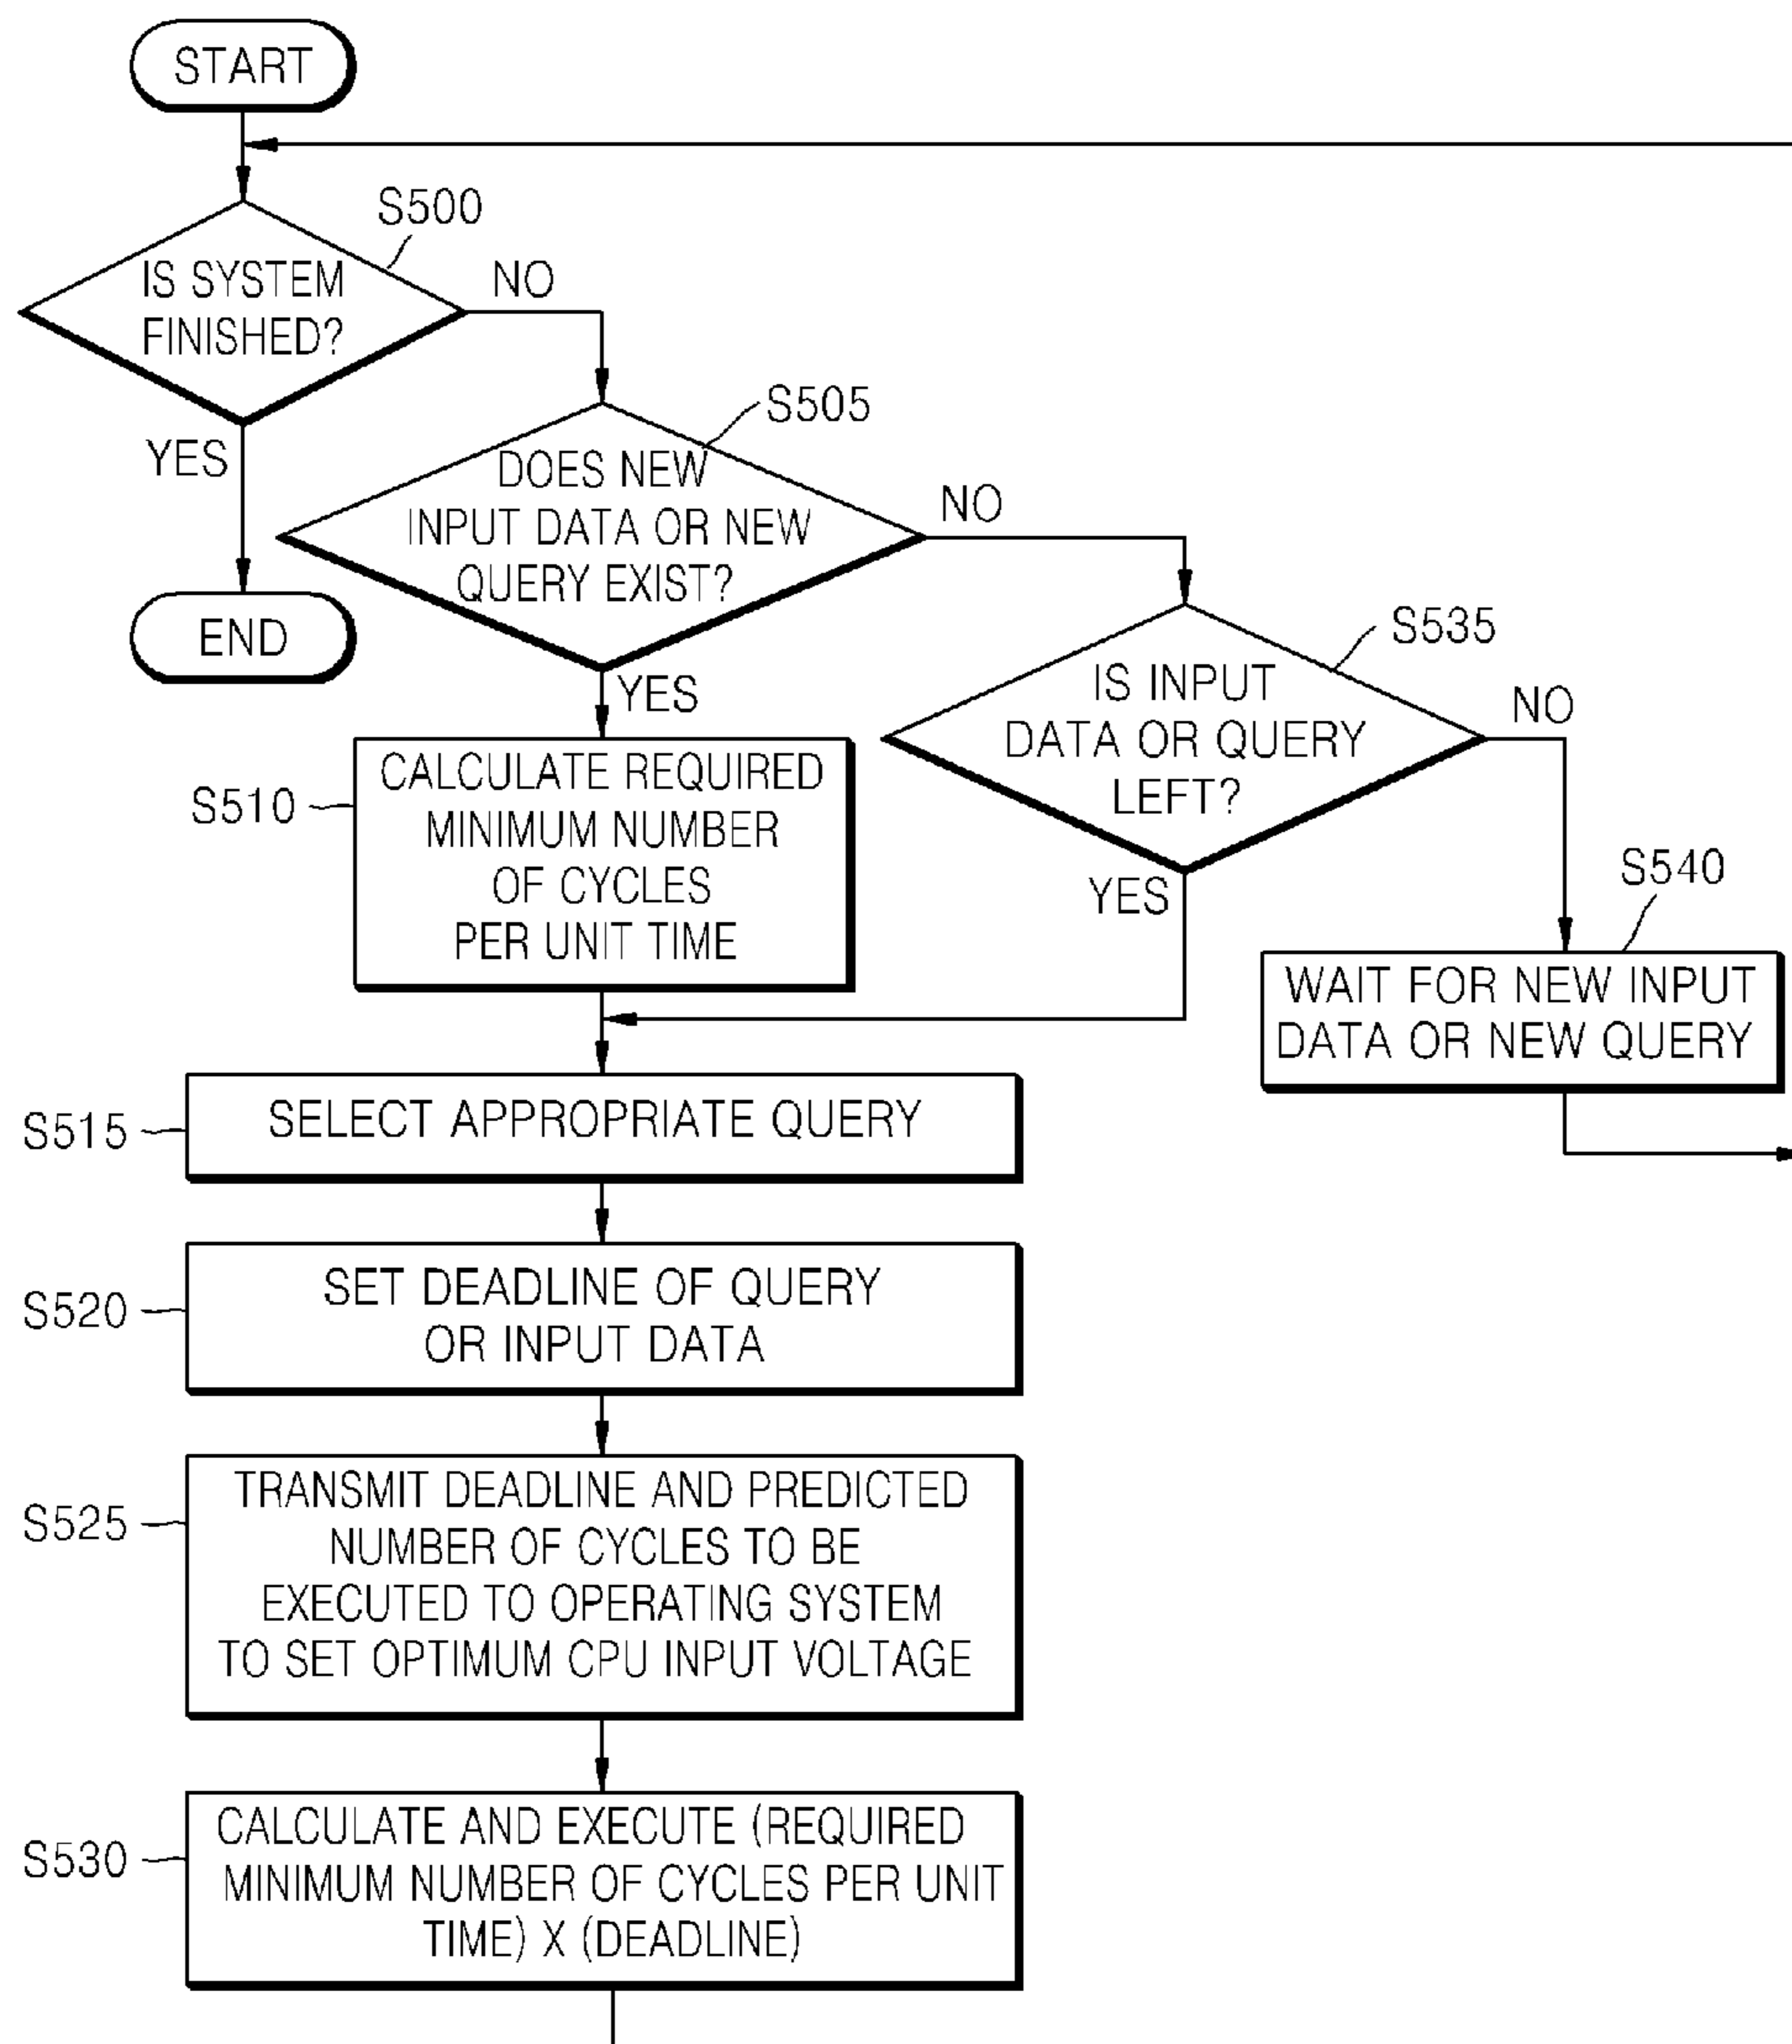 START
S500
IS SYSTEM
FINISHED?
NO
YES
END
S505
DOES NEW
INPUT DATA OR NEW
QUERY EXIST?
NO
YES
S535
IS INPUT
DATA OR QUERY
LEFT?
NO
YES
S510
CALCULATE REQUIRED
MINIMUM NUMBER
OF CYCLES
PER UNIT TIME
S540
WAIT FOR NEW INPUT
DATA OR NEW QUERY
S515
SELECT APPROPRIATE QUERY
S520
SET DEADLINE OF QUERY
OR INPUT DATA
S525
TRANSMIT DEADLINE AND PREDICTED
NUMBER OF CYCLES TO BE
EXECUTED TO OPERATING SYSTEM
TO SET OPTIMUM CPU INPUT VOLTAGE
S530
CALCULATE AND EXECUTE (REQUIRED
MINIMUM NUMBER OF CYCLES PER UNIT
TIME) X (DEADLINE)